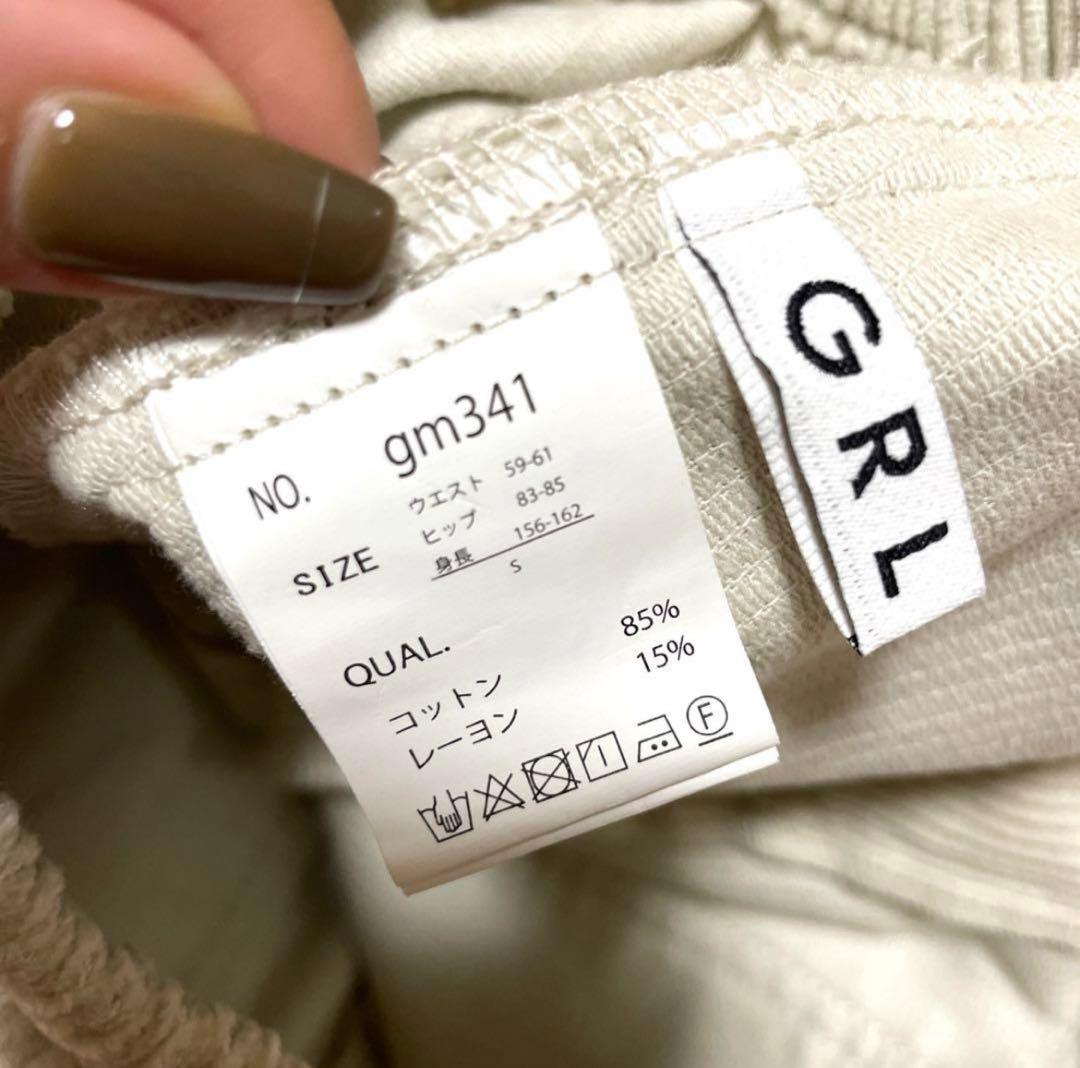 NO. gm341
SIZE ウエスト 59-61
ヒップ 83-85
身長 156-162
S
QUAL. 85%
コットン 15%
レーヨン
F
GRL